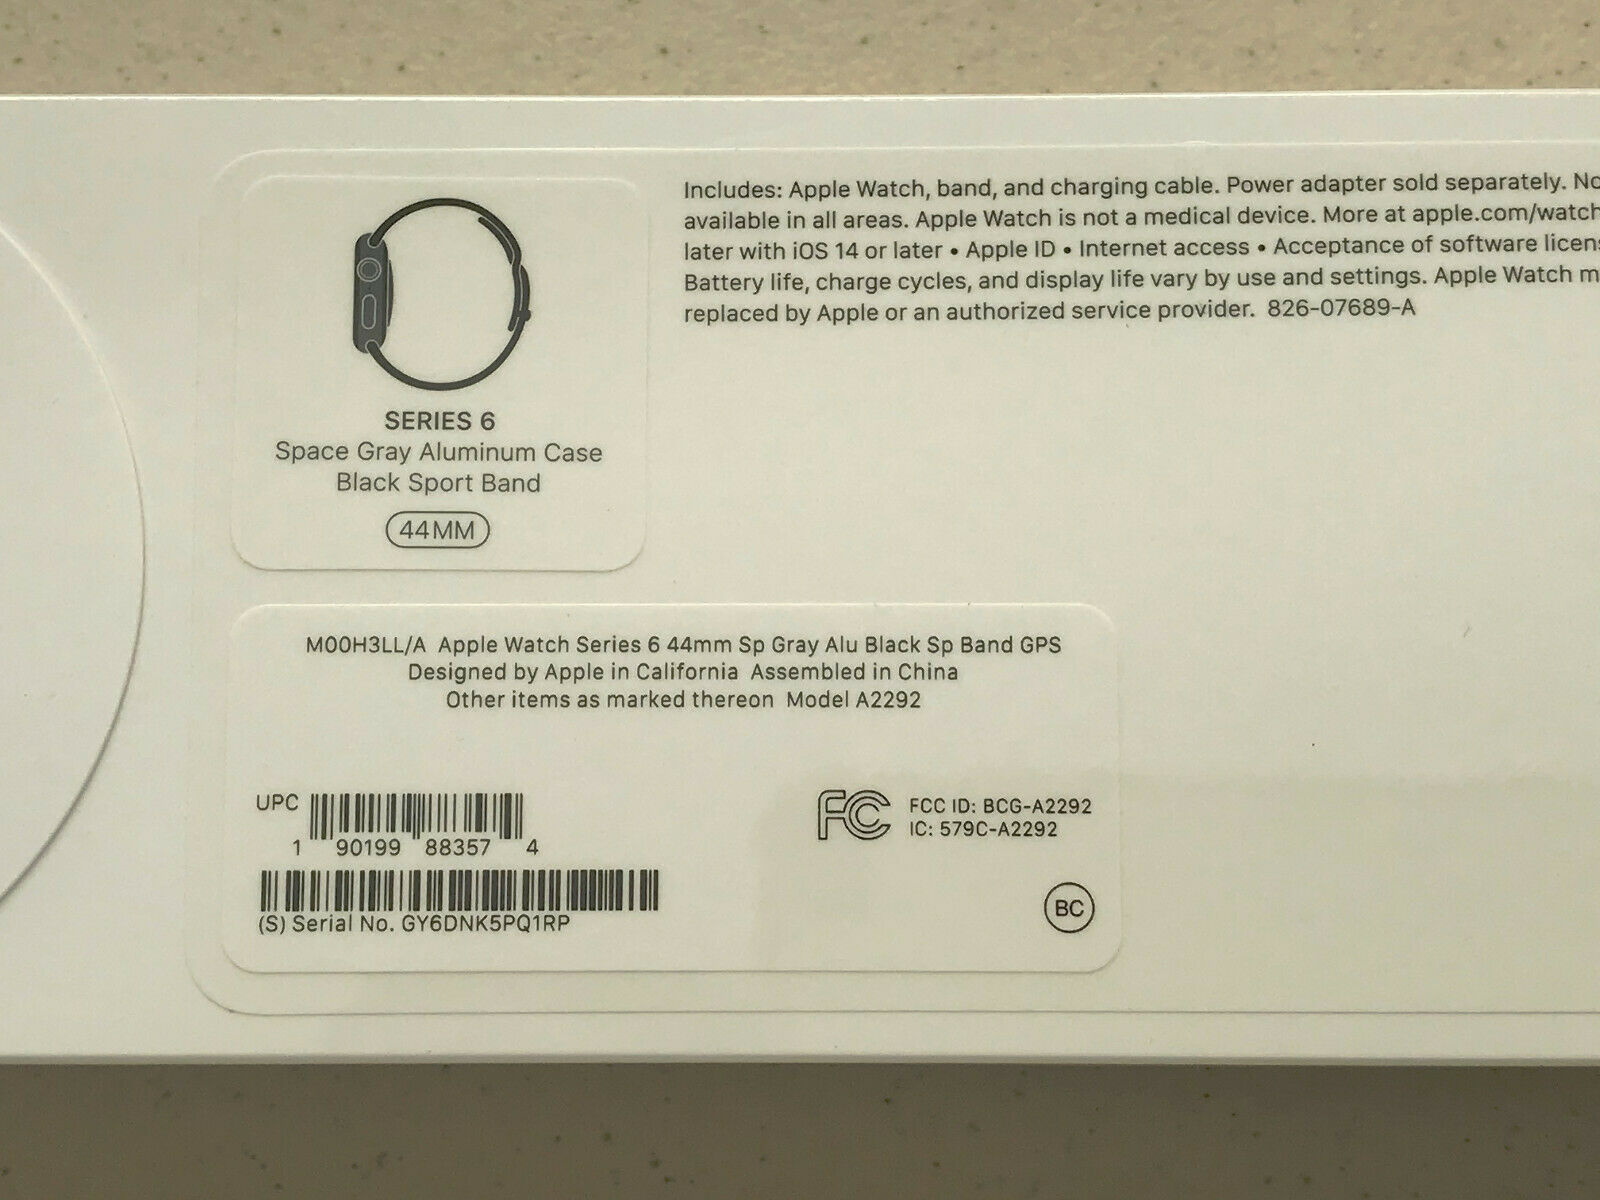 Includes: Apple Watch, band, and charging cable. Power adapter sold separately.
available in all areas. Apple Watch is not a medical device. More at apple.com/watch
later with iOS 14 or later • Apple ID • Internet access • Acceptance of software
Battery life, charge cycles, and display life vary by use and settings. Apple Watch
replaced by Apple or an authorized service provider. 826-07689-A
SERIES 6
Space Gray Aluminum Case
Black Sport Band
44MM
M00H3LL/A Apple Watch Series 6 44mm Sp Gray Alu Black Sp Band GPS
Designed by Apple in California Assembled in China
Other items as marked thereon Model A2292
UPC
1 90199 88357 4
(S) Serial No. GY6DNK5PQ1RP
FC
FCC ID: BCG-A2292
IC: 579C-A2292
BC